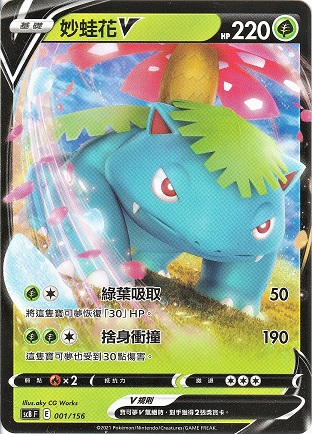 基礎 妙蛙花V HP 220
綠葉吸取 50
將這隻寶可夢恢復「30」HP。
捨身衝撞 190
這隻寶可夢也受到30點傷害。
弱點 ×2 抵抗力 撤退
V規則
寶可夢V氣絕時,對手獲得2張獎賞卡。
Illus.aky CG Works
scB F E 001/156
©2021 Pokémon/Nintendo/Creatures/GAME FREAK.